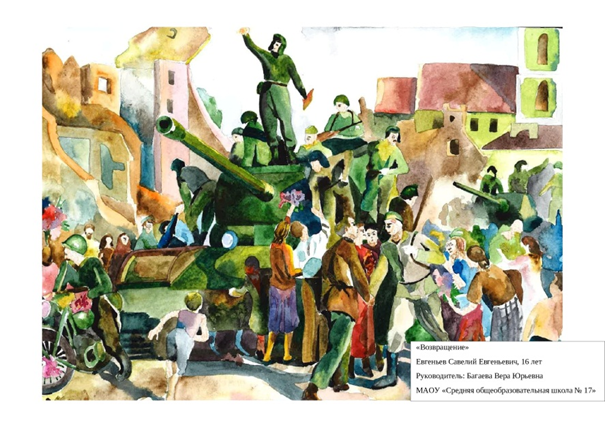 «Возвращение»
Евгеньев Савелий Евгеньевич, 16 лет
Руководитель: Багаева Вера Юрьевна
МАОУ «Средняя общеобразовательная школа № 17»